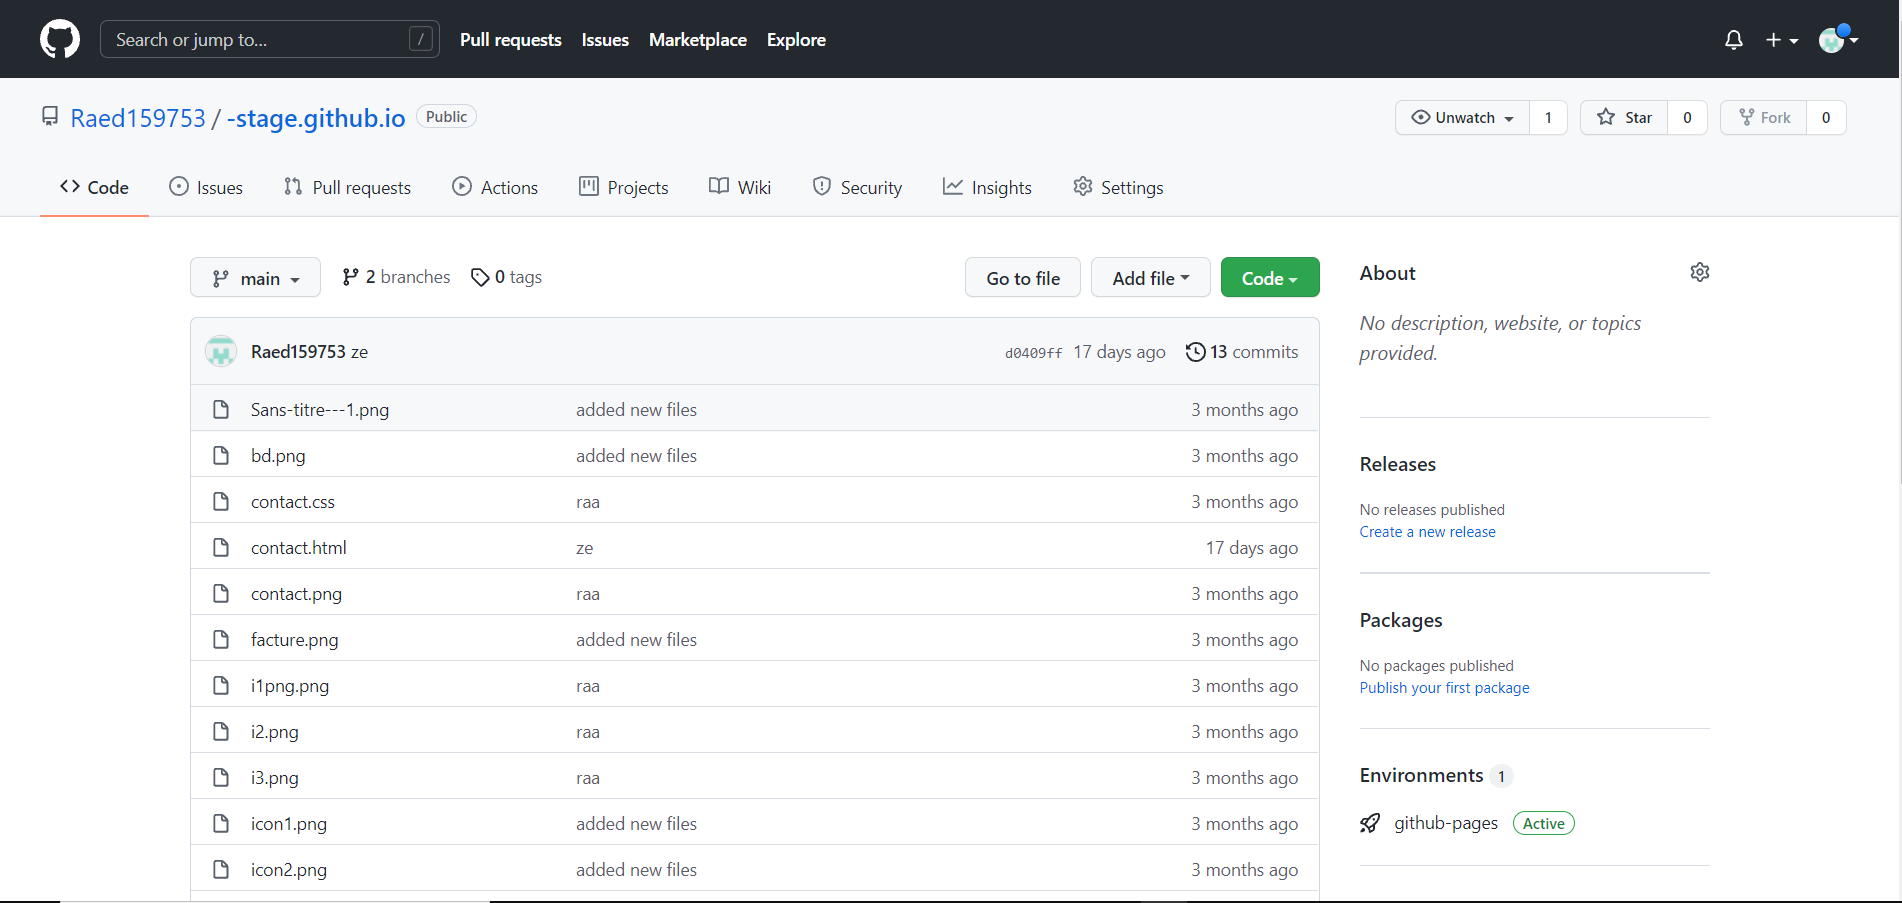 Search or jump to... /
Pull requests Issues Marketplace Explore
Raed159753 / -stage.github.io Public
Unwatch 1 Star 0 Fork 0
Code Issues Pull requests Actions Projects Wiki Security Insights Settings
main 2 branches 0 tags
Go to file Add file Code
Raed159753 ze d0409ff 17 days ago 13 commits
Sans-titre---1.png added new files 3 months ago
bd.png added new files 3 months ago
contact.css raa 3 months ago
contact.html ze 17 days ago
contact.png raa 3 months ago
facture.png added new files 3 months ago
i1png.png raa 3 months ago
i2.png raa 3 months ago
i3.png raa 3 months ago
icon1.png added new files 3 months ago
icon2.png added new files 3 months ago
About
No description, website, or topics
provided.
Releases
No releases published
Create a new release
Packages
No packages published
Publish your first package
Environments 1
github-pages Active